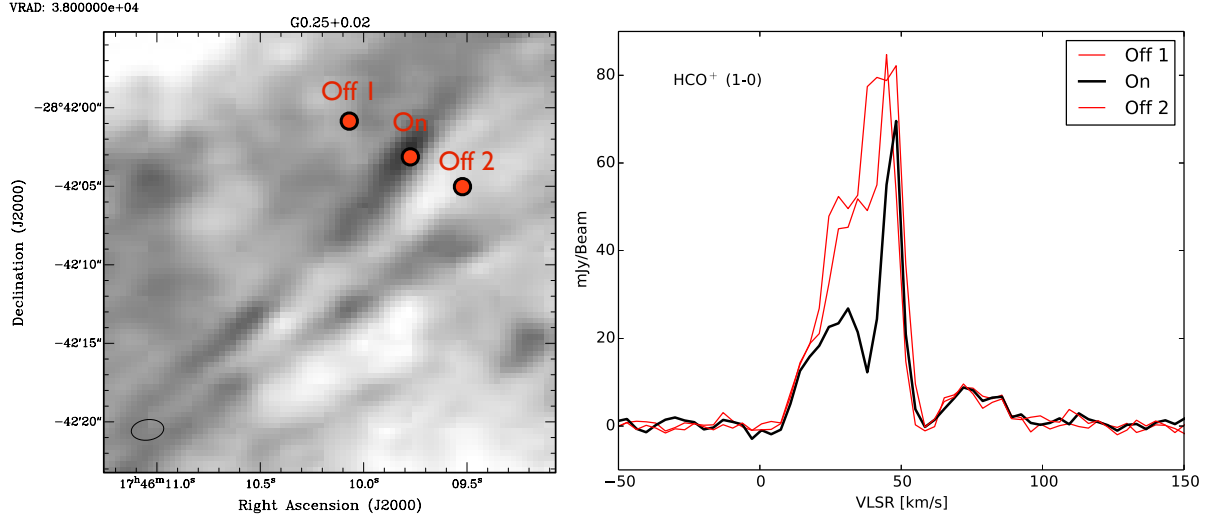 VRAD: 3.800000e+04
G0.25+0.02
Off 1
On
Off 2
Declination (J2000)
−28°42'00"
−42'05"
−42'10"
−42'15"
−42'20"
17ʰ46ᵐ11.0ˢ
10.5ˢ
10.0ˢ
09.5ˢ
Right Ascension (J2000)
HCO⁺ (1-0)
Off 1
On
Off 2
mJy/Beam
80
60
40
20
0
−50
0
50
100
150
VLSR [km/s]